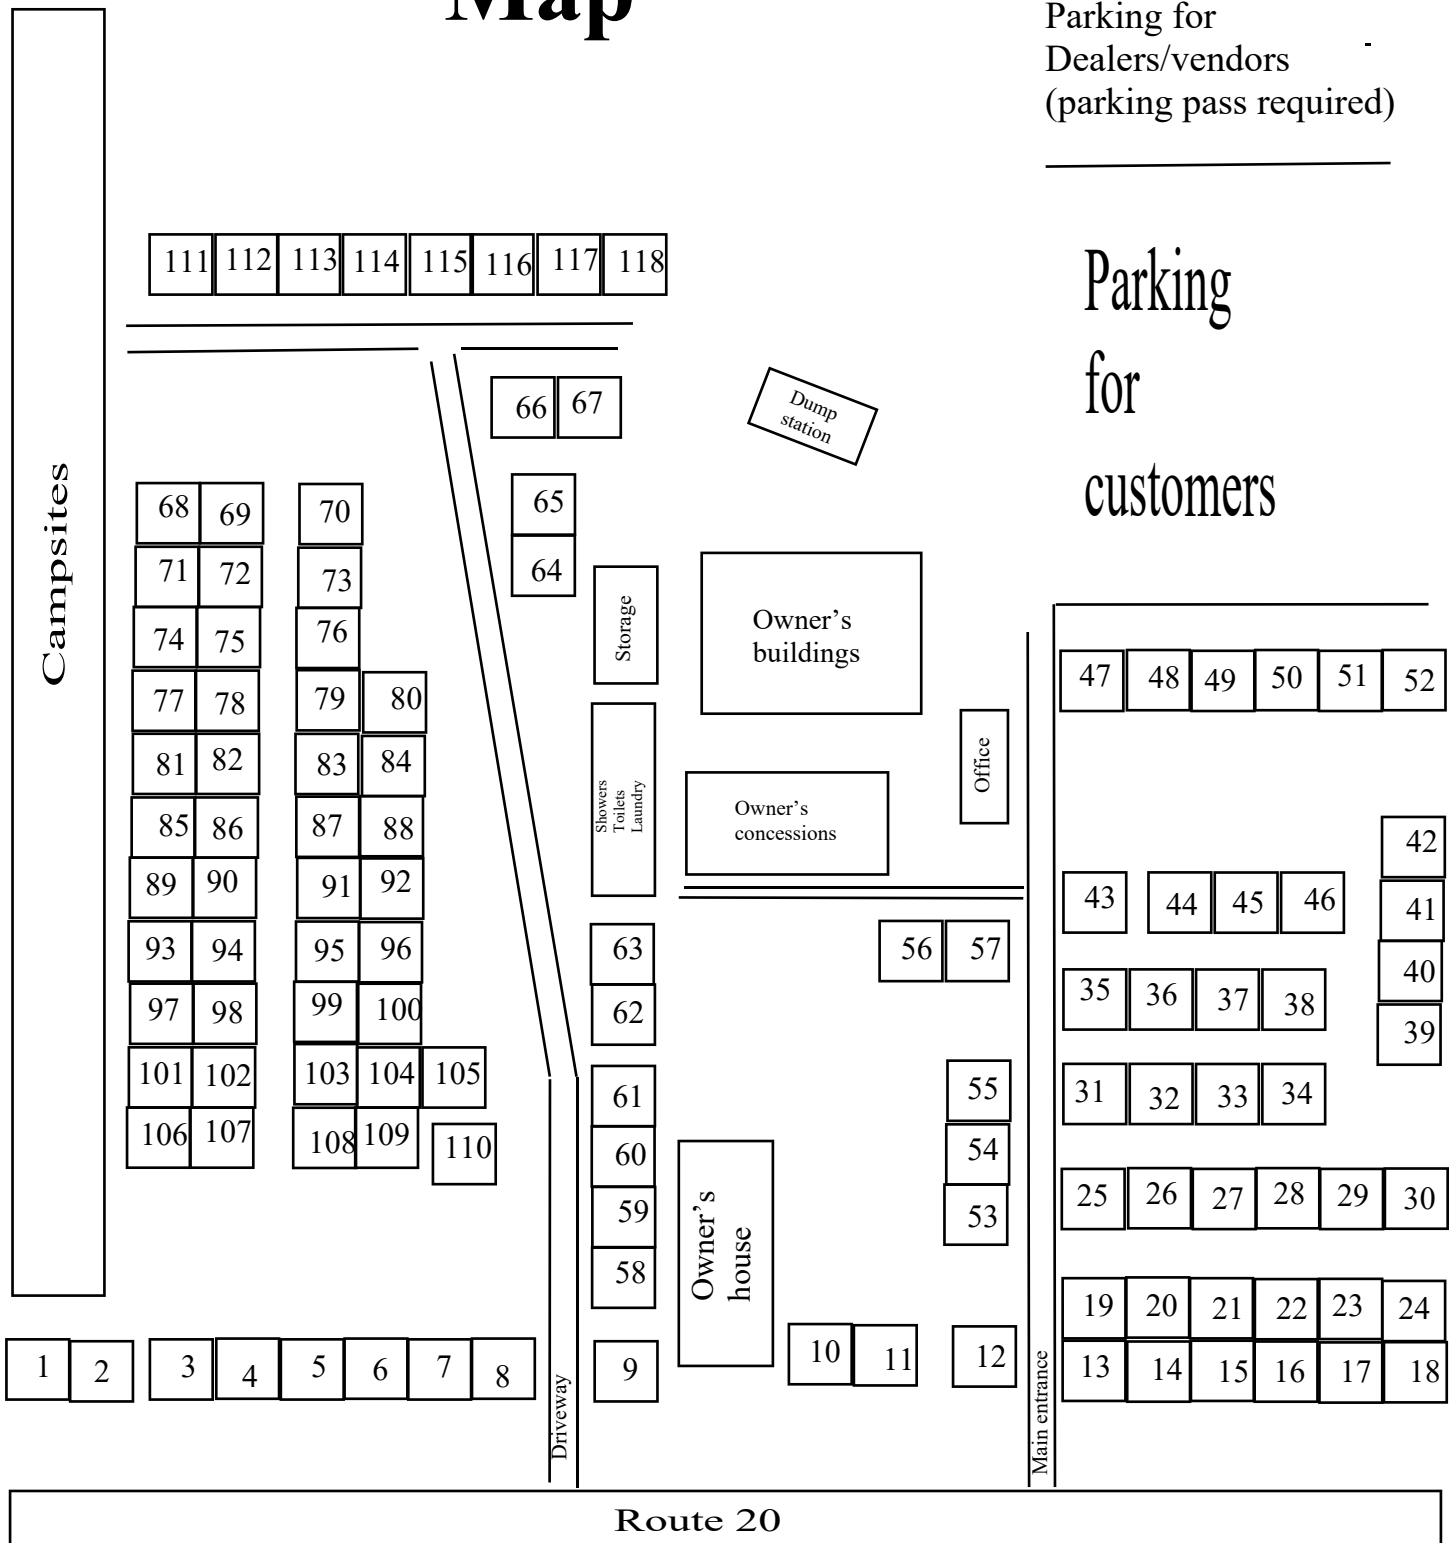 Map
Parking for
Dealers/vendors
(parking pass required)
Parking
for
customers
111 112 113 114 115 116 117 118
66 67
Dump
station
Campsites
68 69 70
65
71 72 73
64
74 75 76
Storage
Owner's
buildings
77 78 79 80
47 48 49 50 51 52
81 82 83 84
Showers
Toilets
Laundry
Office
Owner's
concessions
85 86 87 88
42
89 90 91 92
43 44 45 46
41
93 94 95 96
63
56 57
40
97 98 99 100
62
35 36 37 38
39
101 102 103 104 105
61
55
31 32 33 34
106 107 108 109 110
60
54
59
53
25 26 27 28 29 30
Owner's
house
58
19 20 21 22 23 24
1 2 3 4 5 6 7 8
9
10 11 12
13 14 15 16 17 18
Driveway
Main entrance
Route 20